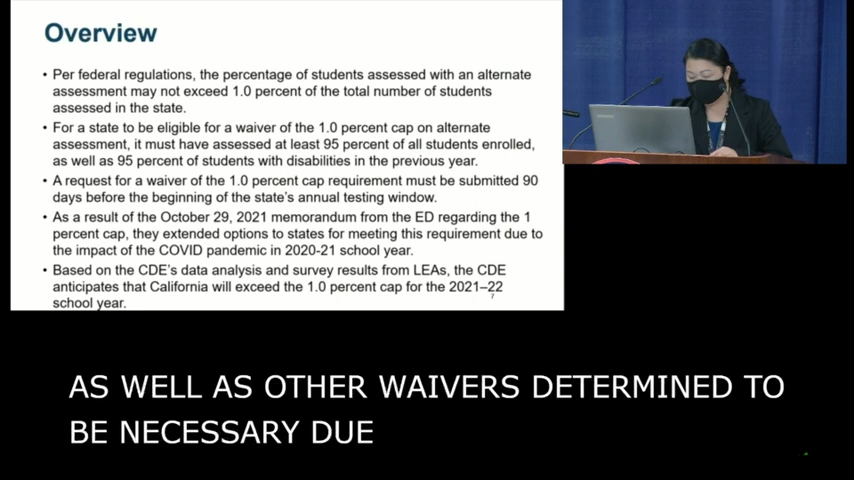 Overview
• Per federal regulations, the percentage of students assessed with an alternate
assessment may not exceed 1.0 percent of the total number of students
assessed in the state.
• For a state to be eligible for a waiver of the 1.0 percent cap on alternate
assessment, it must have assessed at least 95 percent of all students enrolled,
as well as 95 percent of students with disabilities in the previous year.
• A request for a waiver of the 1.0 percent cap requirement must be submitted 90
days before the beginning of the state's annual testing window.
• As a result of the October 29, 2021 memorandum from the ED regarding the 1
percent cap, they extended options to states for meeting this requirement due to
the impact of the COVID pandemic in 2020-21 school year.
• Based on the CDE's data analysis and survey results from LEAs, the CDE
anticipates that California will exceed the 1.0 percent cap for the 2021–22
school year.
7
AS WELL AS OTHER WAIVERS DETERMINED TO
BE NECESSARY DUE